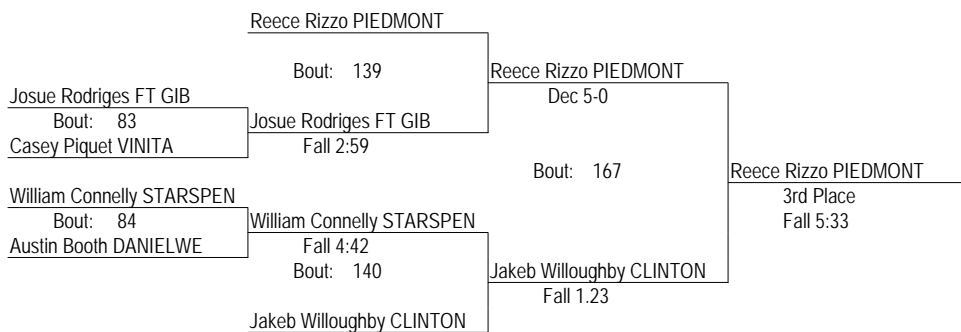 Reece Rizzo PIEDMONT
Bout: 139
Reece Rizzo PIEDMONT
Dec 5-0
Josue Rodriges FT GIB
Bout: 83
Josue Rodriges FT GIB
Fall 2:59
Casey Piquet VINITA
Bout: 167
Reece Rizzo PIEDMONT
3rd Place
Fall 5:33
William Connelly STARSPEN
Bout: 84
William Connelly STARSPEN
Fall 4:42
Austin Booth DANIELWE
Bout: 140
Jakeb Willoughby CLINTON
Fall 1.23
Jakeb Willoughby CLINTON